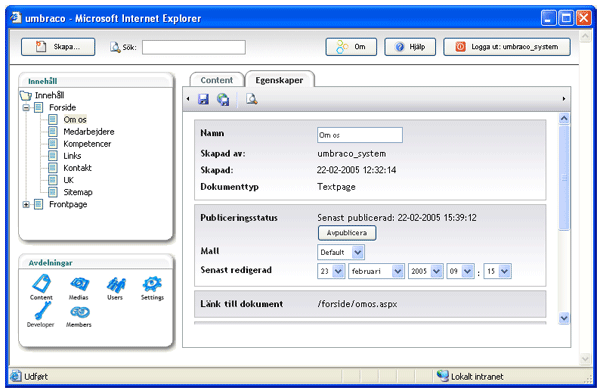 umbraco - Microsoft Internet Explorer
Skapa... Sök: Om Hjälp Logga ut: umbraco_system
Innehåll
Innehåll
Forside
Om os
Medarbejdere
Kompetencer
Links
Kontakt
UK
Sitemap
Frontpage
Avdelningar
Content Medias Users Settings
Developer Members
Content Egenskaper
Namn Om os
Skapad av: umbraco_system
Skapad: 22-02-2005 12:32:14
Dokumenttyp Textpage
Publiceringsstatus Senast publicerad: 22-02-2005 15:39:12
Avpublicera
Mall Default
Senast redigerad 23 februari 2005 09 : 15
Länk till dokument /forside/omos.aspx
Udført Lokalt intranet